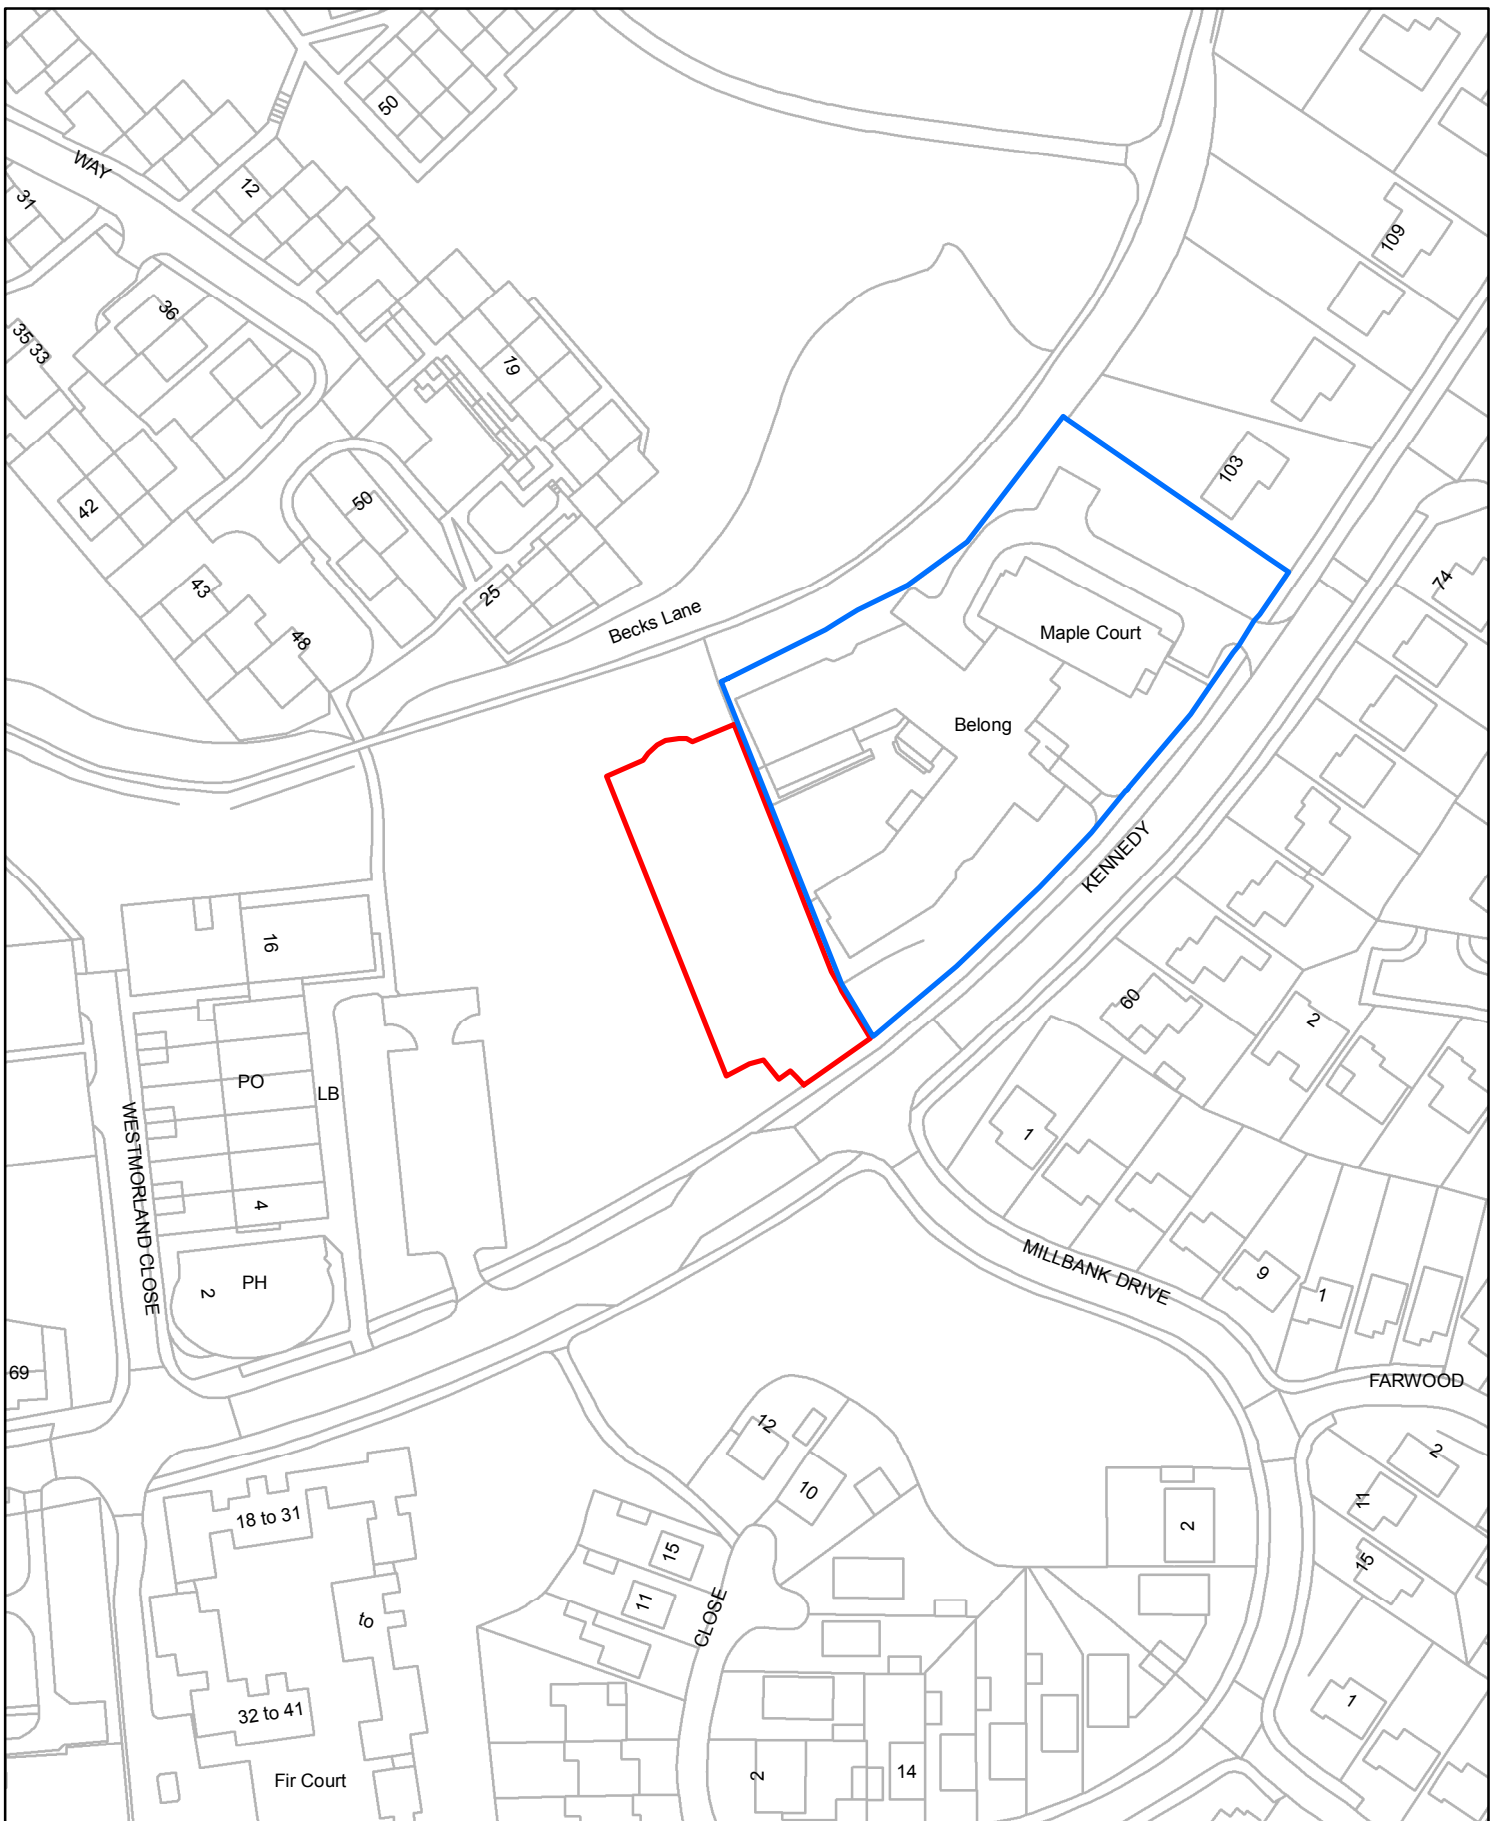 50
WAY
12
31
109
36
35 33
19
103
42
50
74
43
25
48
Becks Lane
Maple Court
Belong
KENNEDY
16
60
2
PO
LB
1
WESTMORLAND CLOSE
4
MILLBANK DRIVE
PH
2
9
1
69
FARWOOD
12
2
10
11
18 to 31
2
15
15
11
to
CLOSE
1
32 to 41
Fir Court
2
14